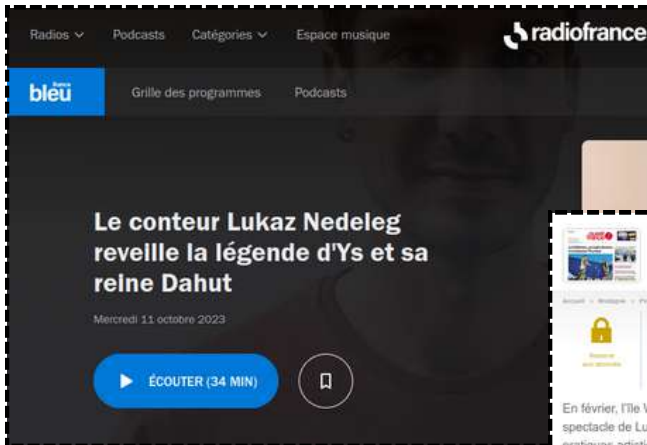 Radios Podcasts Catégories Espace musique radiofrance
france
bleu Grille des programmes Podcasts
Le conteur Lukaz Nedeleg
reveille la légende d'Ys et sa
reine Dahut
Mercredi 11 octobre 2023
ÉCOUTER (34 MIN)
En février, l'île
spectacle de Lu